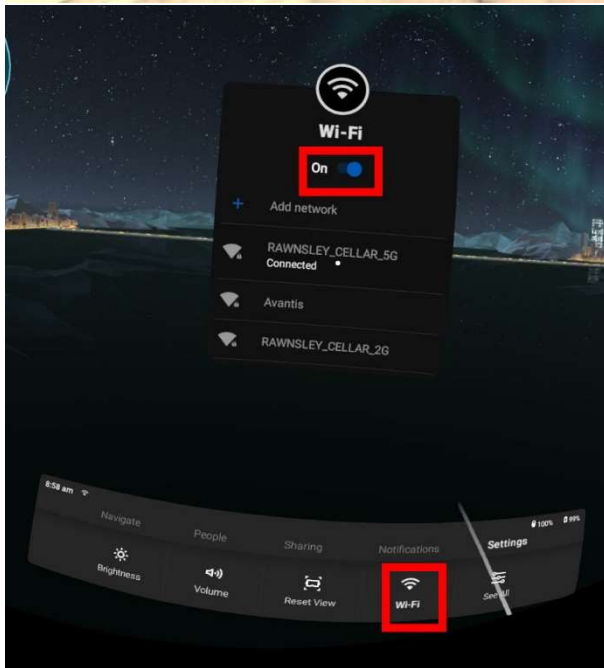 Wi-Fi
On
Add network
RAWNSLEY_CELLAR_5G
Connected
Avantis
RAWNSLEY_CELLAR_2G
8:58 am
100% 99%
Navigate People Sharing Notifications Settings
Brightness Volume Reset View Wi-Fi See All